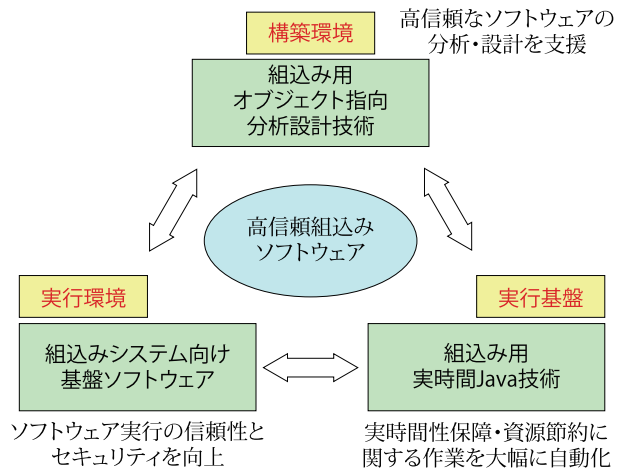 構築環境
高信頼なソフトウェアの
分析・設計を支援
組込み用
オブジェクト指向
分析設計技術
高信頼組込み
ソフトウェア
実行環境
組込みシステム向け
基盤ソフトウェア
ソフトウェア実行の信頼性と
セキュリティを向上
実行基盤
組込み用
実時間Java技術
実時間性保障・資源節約に
関する作業を大幅に自動化